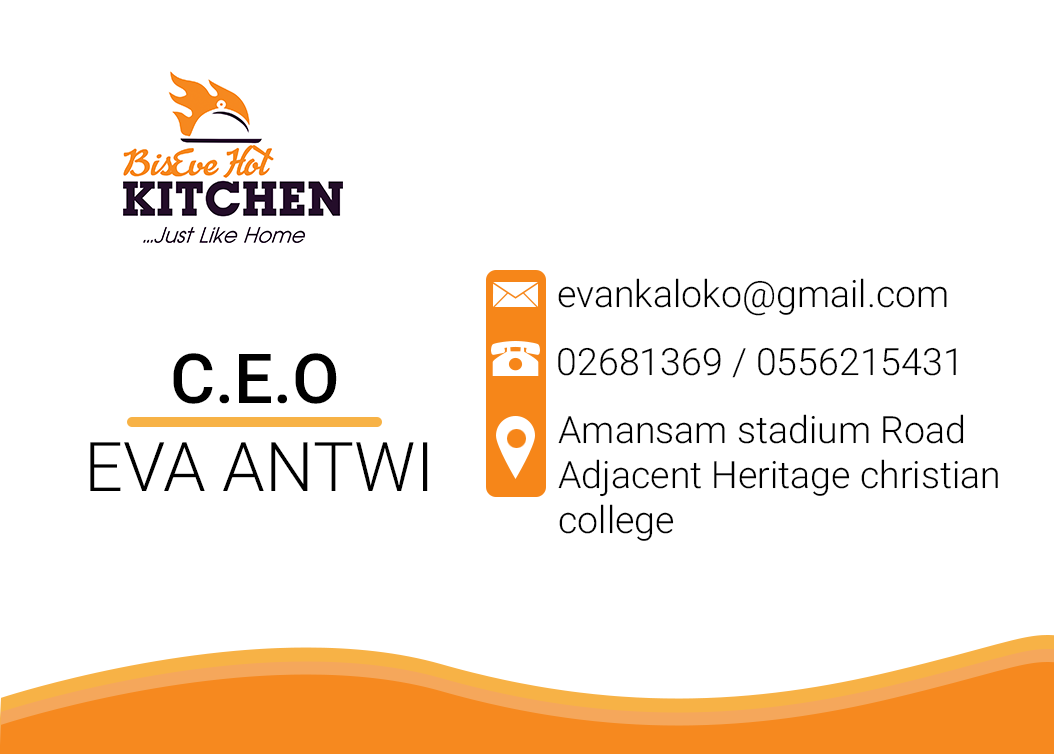 BisEve Hot
KITCHEN
...Just Like Home
C.E.O
EVA ANTWI
evankaloko@gmail.com
02681369 / 0556215431
Amansam stadium Road
Adjacent Heritage christian
college